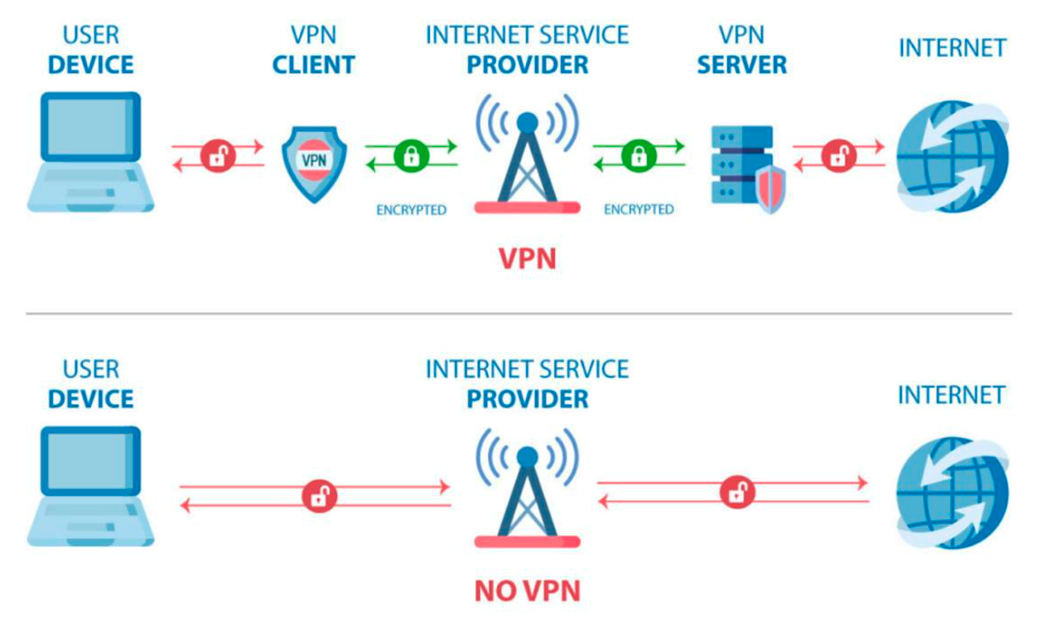 USER
DEVICE
VPN
CLIENT
INTERNET SERVICE
PROVIDER
VPN
SERVER
INTERNET
VPN
ENCRYPTED
ENCRYPTED
VPN
USER
DEVICE
INTERNET SERVICE
PROVIDER
INTERNET
NO VPN